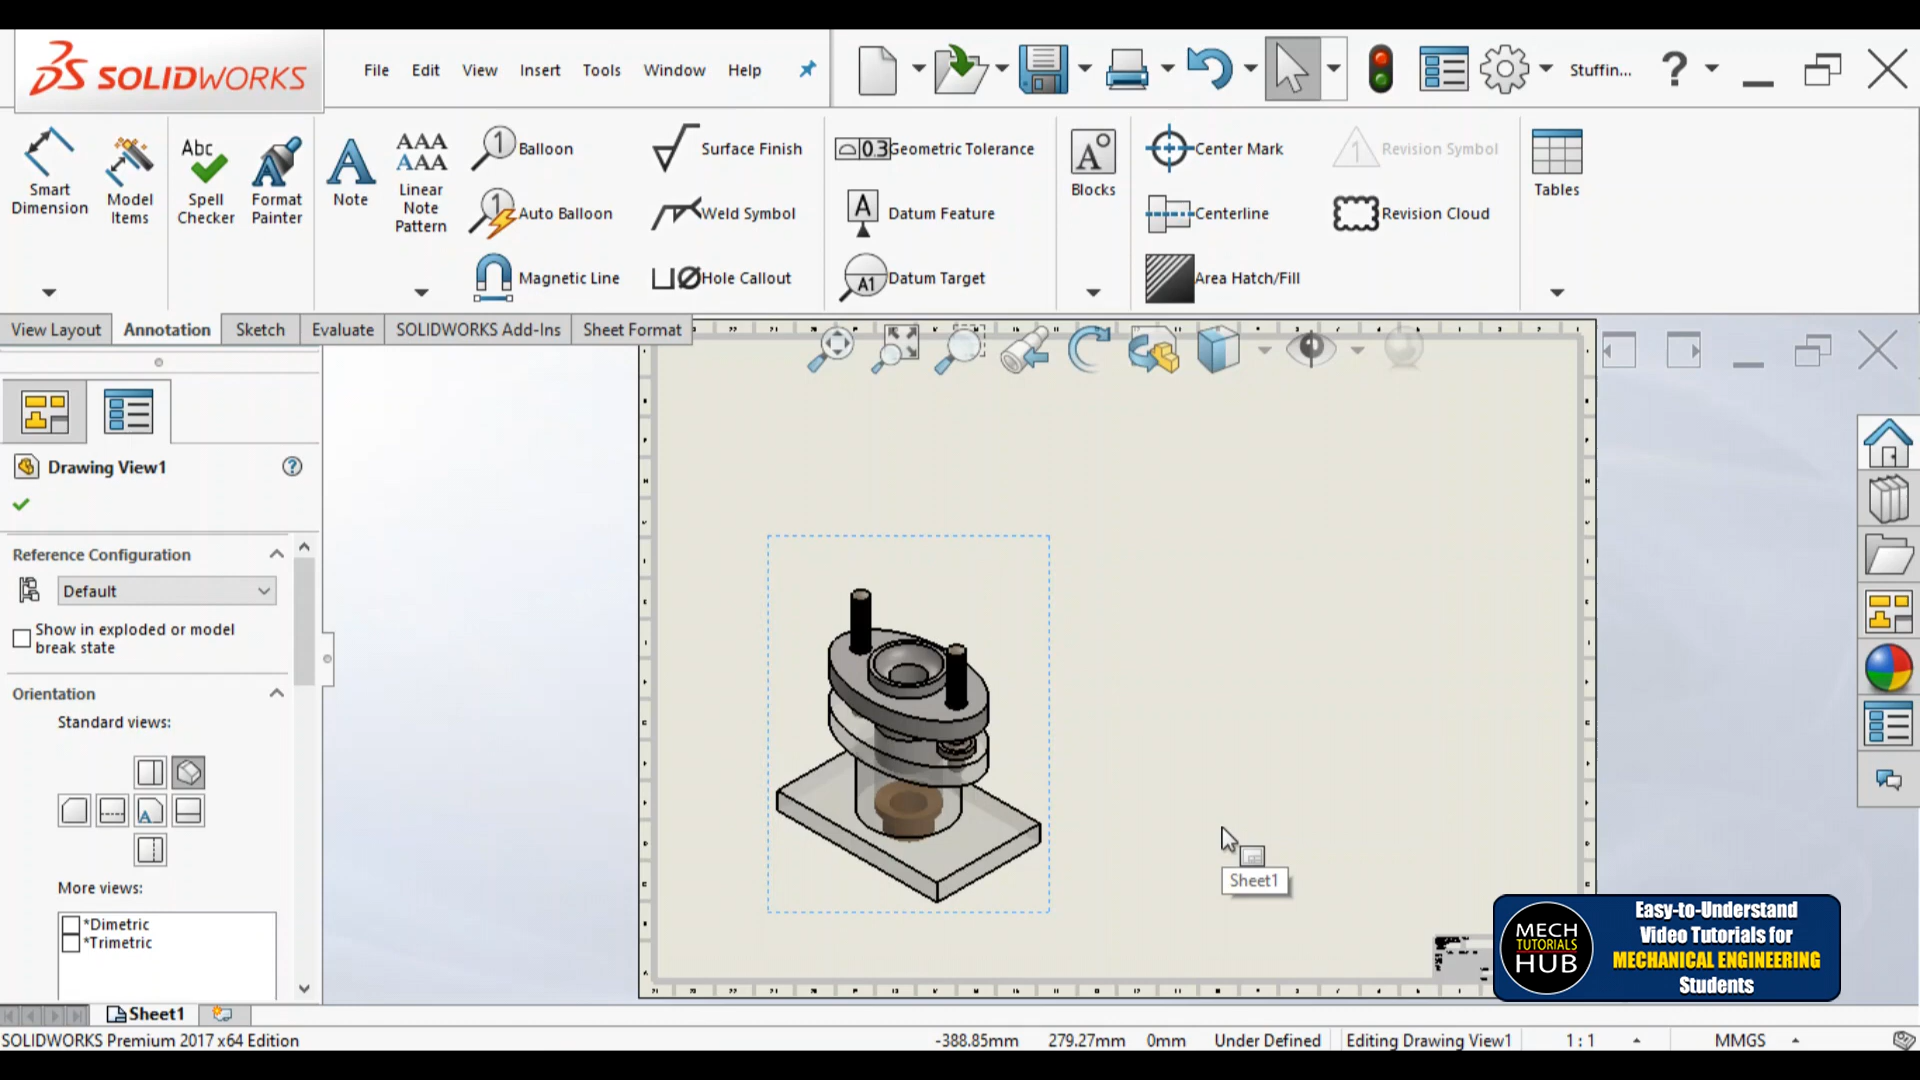 SOLIDWORKS
File Edit View Insert Tools Window Help
Stuffin... ?
Smart Dimension
Model Items
Abc
Spell Checker
Format Painter
Note
AAA
AAA
Linear Note Pattern
1 Balloon
1 Auto Balloon
Magnetic Line
Surface Finish
Weld Symbol
Hole Callout
0.3 Geometric Tolerance
A Datum Feature
A1 Datum Target
A
Blocks
Center Mark
Centerline
Area Hatch/Fill
1 Revision Symbol
Revision Cloud
Tables
View Layout Annotation Sketch Evaluate SOLIDWORKS Add-Ins Sheet Format
Drawing View1 ?
Reference Configuration
Default
Show in exploded or model
break state
Orientation
Standard views:
A
More views:
*Dimetric
*Trimetric
Sheet1
MECH
TUTORIALS
HUB
Easy-to-Understand
Video Tutorials for
MECHANICAL ENGINEERING
Students
Sheet1
SOLIDWORKS Premium 2017 x64 Edition -388.85mm 279.27mm 0mm Under Defined Editing Drawing View1 1 : 1 MMGS